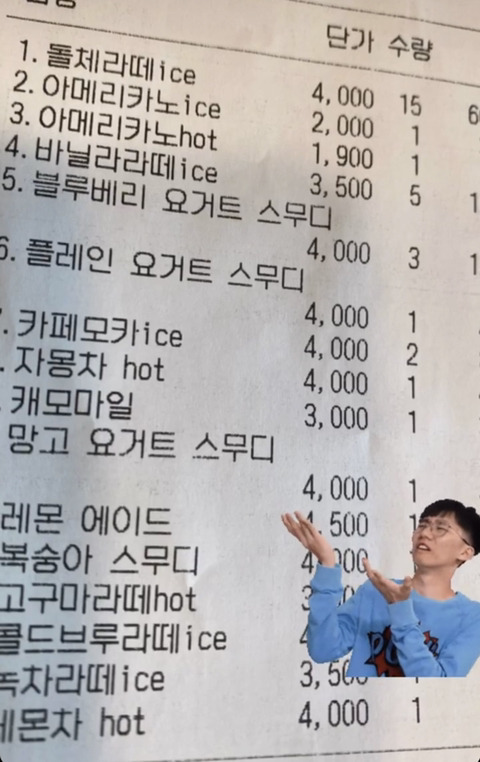 단가 수량
1. 돌체라떼ice 4,000 15
2. 아메리카노ice 2,000 1
3. 아메리카노hot 1,900 1
4. 바닐라라떼ice 3,500 5
5. 블루베리 요거트 스무디
4,000 3
6. 플레인 요거트 스무디
4,000 1
7. 카페모카ice 4,000 2
. 자몽차 hot 4,000 1
. 캐모마일 3,000 1
망고 요거트 스무디
4,000 1
레몬 에이드 500
복숭아 스무디
고구마라떼hot
콜드브루라떼ice
녹차라떼ice 3,5
레몬차 hot 4,000 1